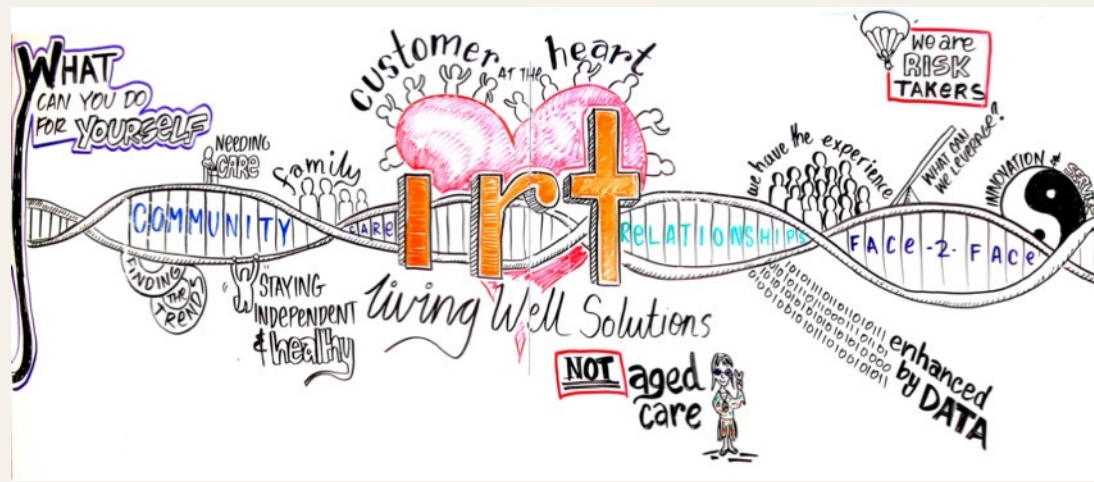 WHAT
CAN YOU DO
FOR YOURSELF
NEEDING
CARE
family
customer AT THE heart
COMMUNITY
CARE
irt
RELATIONSHIPS
FACE-2-FACE
we have the experience
WHAT CAN
WE LEVERAGE?
we are
RISK
TAKERS
INNOVATION &
FINDING
THE
TREND
STAYING
INDEPENDENT
& healthy
Living Well Solutions
NOT aged
care
enhanced
by DATA